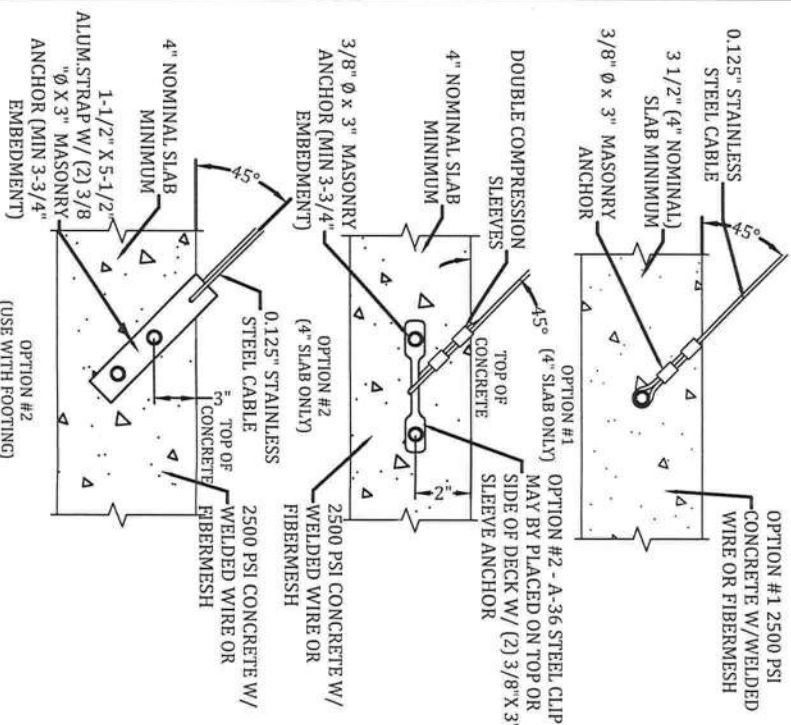 0.125" STAINLESS
STEEL CABLE
3 1/2" (4" NOMINAL)
SLAB MINIMUM
3/8" Ø x 3" MASONRY
ANCHOR
45°
OPTION #1 2500 PSI
CONCRETE W/WELDED
WIRE OR FIBERMESH
OPTION #1
(4" SLAB ONLY)
DOUBLE COMPRESSION
SLEEVES
4" NOMINAL SLAB
MINIMUM
3/8" Ø x 3" MASONRY
ANCHOR (MIN 3-3/4"
EMBEDMENT)
45°
TOP OF
CONCRETE
2"
OPTION #2 - A-36 STEEL CLIP
MAY BY PLACED ON TOP OR
SIDE OF DECK W/ (2) 3/8"X 3"
SLEEVE ANCHOR
2500 PSI CONCRETE W/
WELDED WIRE OR
FIBERMESH
OPTION #2
(4" SLAB ONLY)
4" NOMINAL SLAB
MINIMUM
1-1/2" X 5-1/2"
ALUM.STRAP W/ (2) 3/8
"Ø X 3" MASONRY
ANCHOR (MIN 3-3/4"
EMBEDMENT)
45°
0.125" STAINLESS
STEEL CABLE
3"
TOP OF
CONCRETE
2500 PSI CONCRETE W/
WELDED WIRE OR
FIBERMESH
OPTION #2
(USE WITH FOOTING)